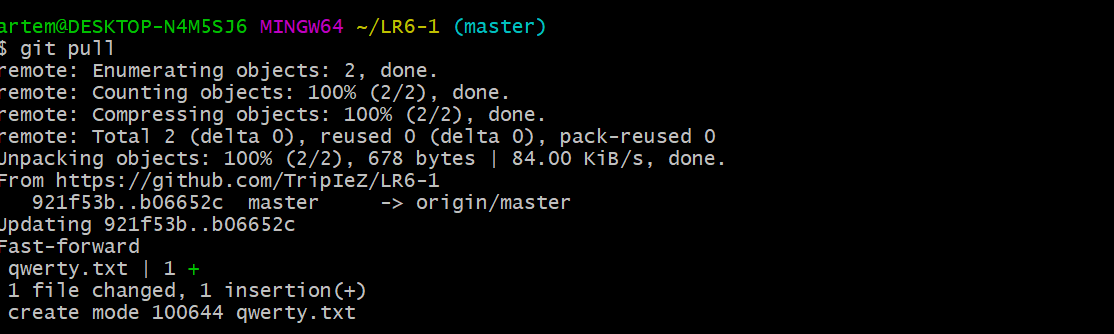 artem@DESKTOP-N4M5SJ6 MINGW64 ~/LR6-1 (master)
$ git pull
remote: Enumerating objects: 2, done.
remote: Counting objects: 100% (2/2), done.
remote: Compressing objects: 100% (2/2), done.
remote: Total 2 (delta 0), reused 0 (delta 0), pack-reused 0
Unpacking objects: 100% (2/2), 678 bytes | 84.00 KiB/s, done.
From https://github.com/TripIeZ/LR6-1
   921f53b..b06652c  master     -> origin/master
Updating 921f53b..b06652c
Fast-forward
 qwerty.txt | 1 +
 1 file changed, 1 insertion(+)
 create mode 100644 qwerty.txt